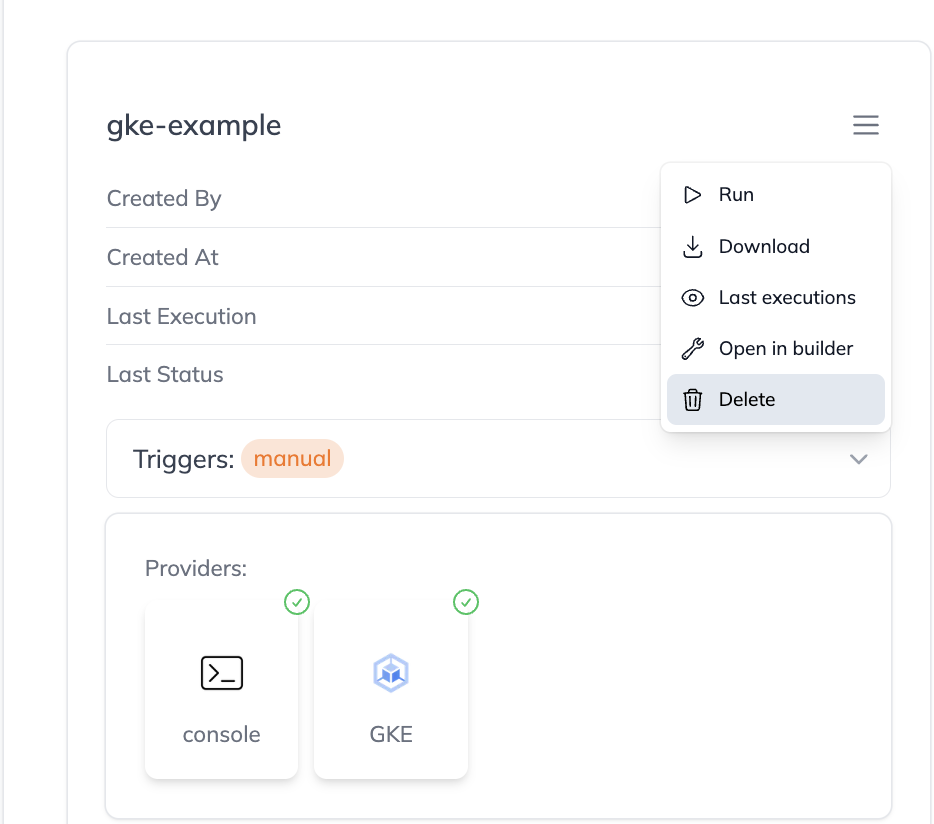 gke-example
Created By
Created At
Last Execution
Last Status
Run
Download
Last executions
Open in builder
Delete
Triggers: manual
Providers:
console
GKE